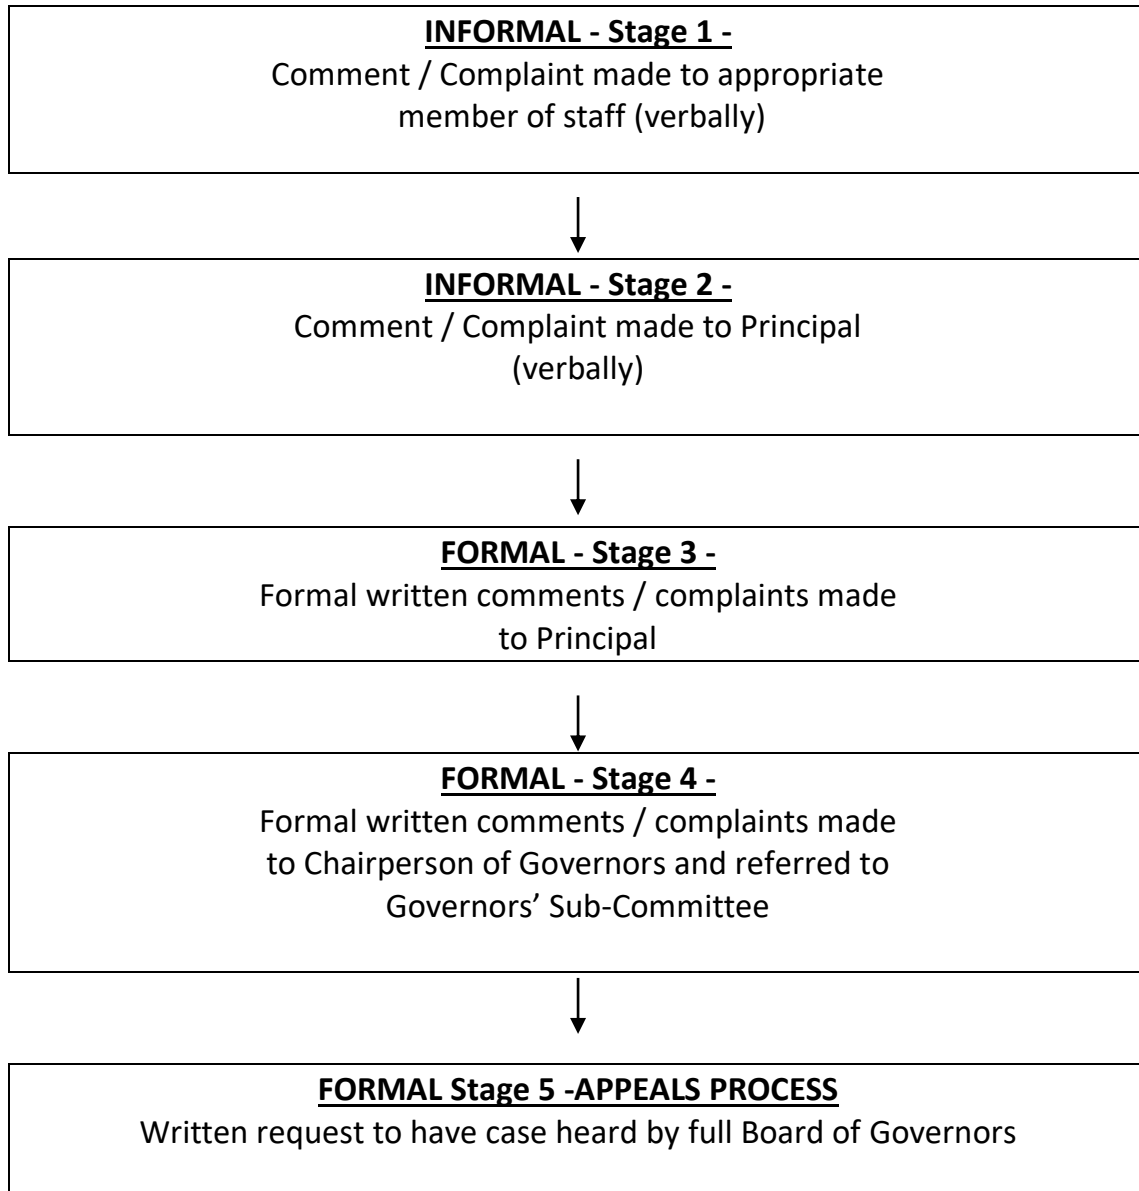 INFORMAL - Stage 1 -
Comment / Complaint made to appropriate
member of staff (verbally)
INFORMAL - Stage 2 -
Comment / Complaint made to Principal
(verbally)
FORMAL - Stage 3 -
Formal written comments / complaints made
to Principal
FORMAL - Stage 4 -
Formal written comments / complaints made
to Chairperson of Governors and referred to
Governors’ Sub-Committee
FORMAL Stage 5 -APPEALS PROCESS
Written request to have case heard by full Board of Governors